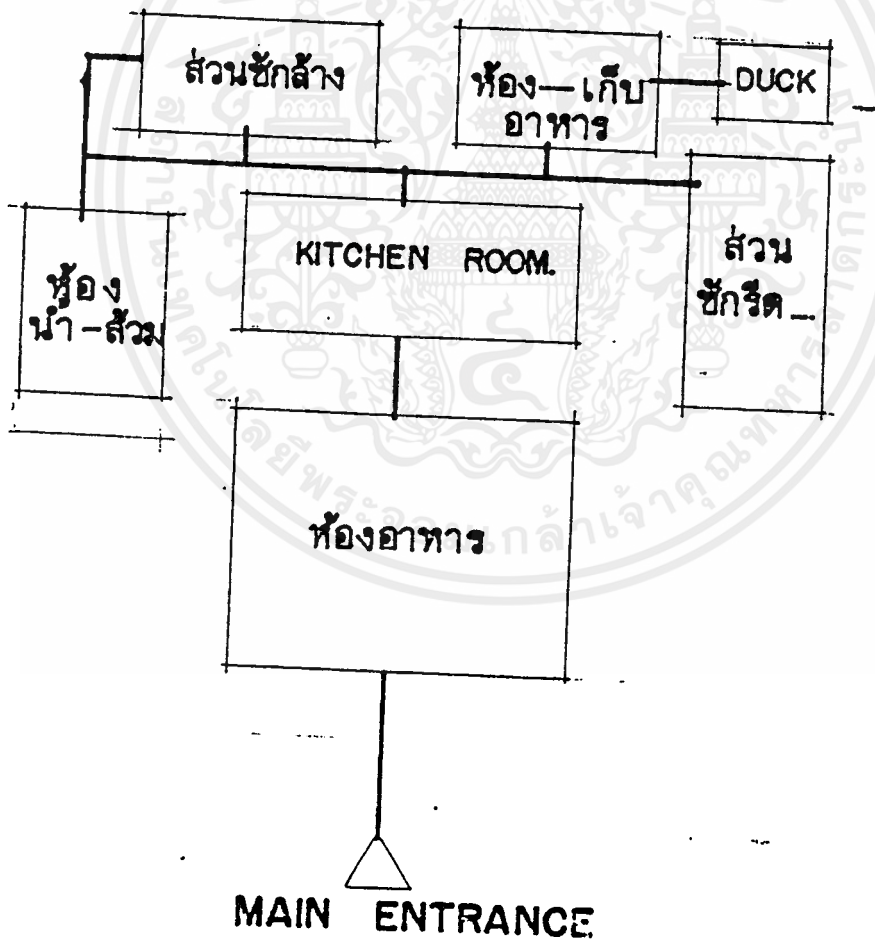 ส่วนซักล้าง
ห้อง—เก็บ
อาหาร
DUCK
KITCHEN ROOM.
ห้อง
น้ำ-ส้วม
ส่วน
ซักรีด
ห้องอาหาร
MAIN ENTRANCE